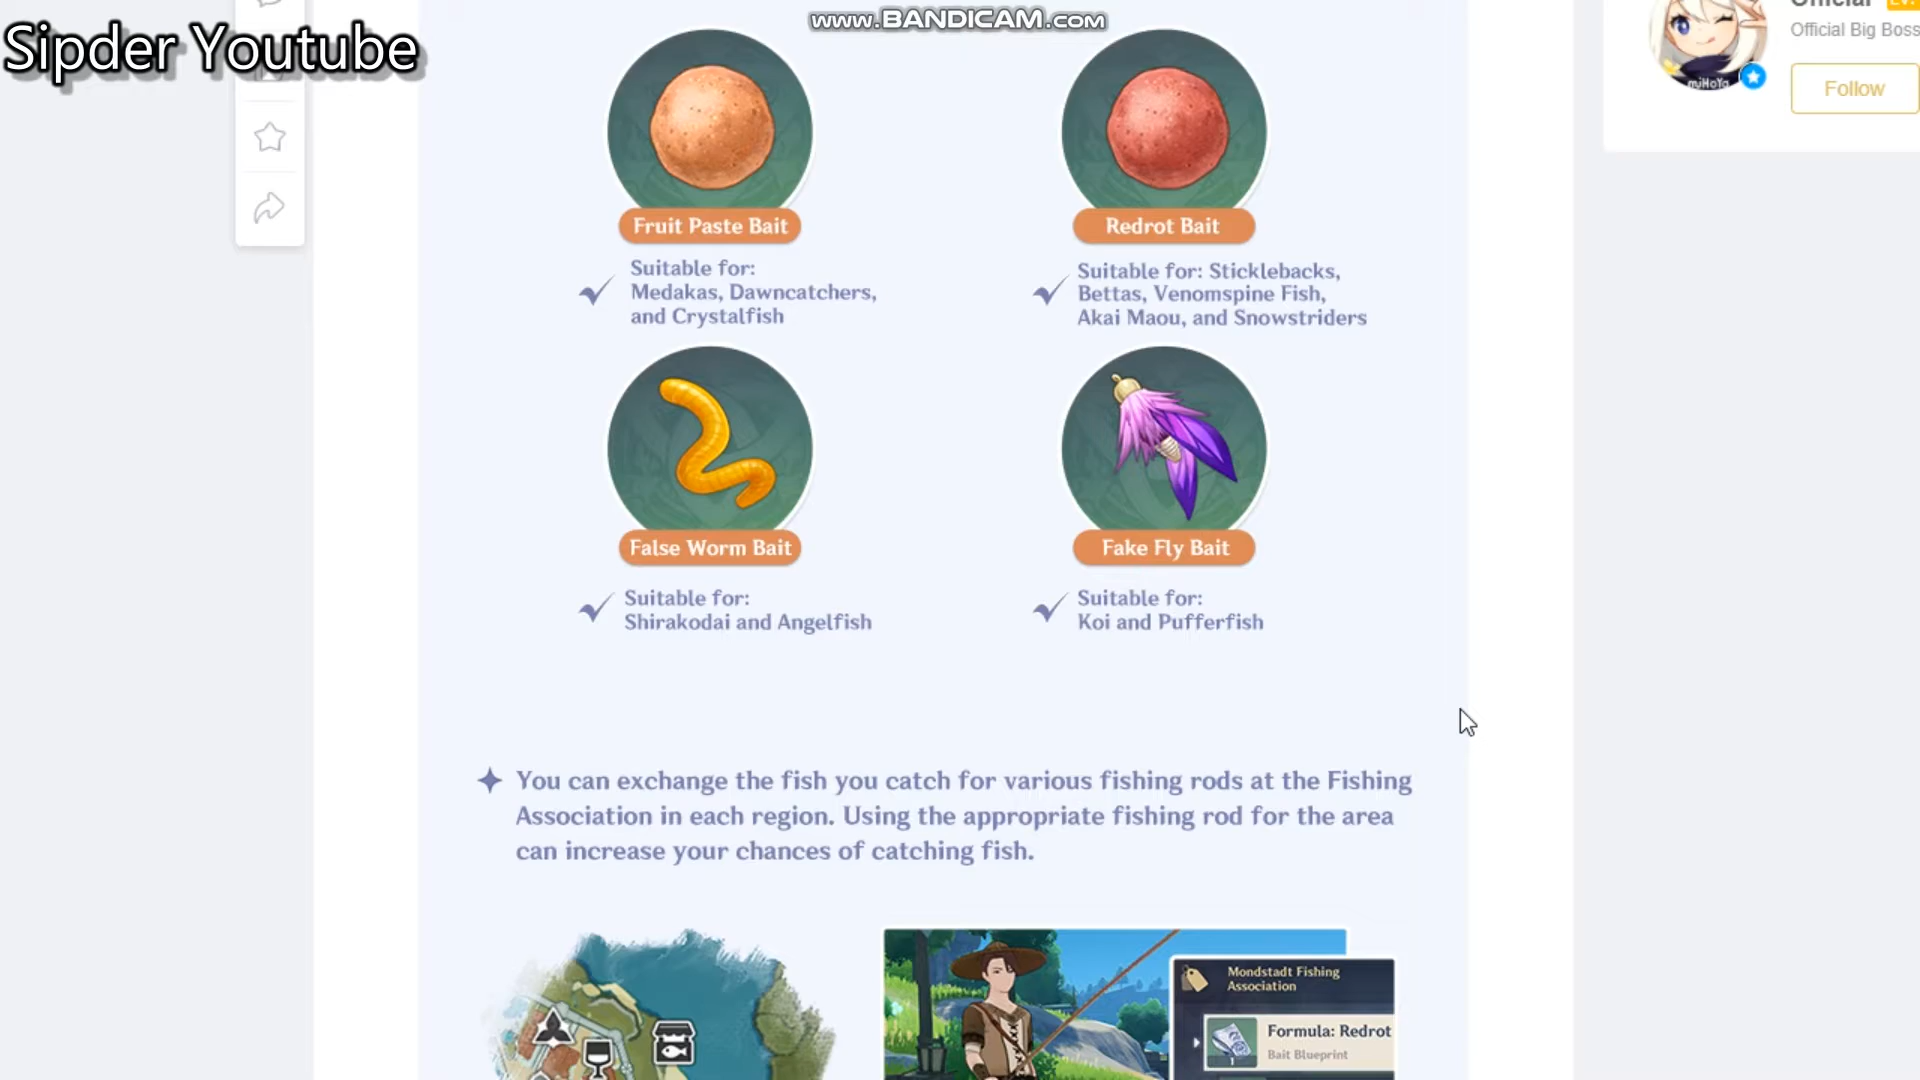 www.BANDICAM.com
Sipder Youtube
Official Big Boss
miHoYo
Follow
Fruit Paste Bait
Redrot Bait
Suitable for:
Medakas, Dawncatchers,
and Crystalfish
Suitable for: Sticklebacks,
Bettas, Venomspine Fish,
Akai Maou, and Snowstriders
False Worm Bait
Fake Fly Bait
Suitable for:
Shirakodai and Angelfish
Suitable for:
Koi and Pufferfish
You can exchange the fish you catch for various fishing rods at the Fishing
Association in each region. Using the appropriate fishing rod for the area
can increase your chances of catching fish.
Mondstadt Fishing
Association
Formula: Redrot
Bait Blueprint
1